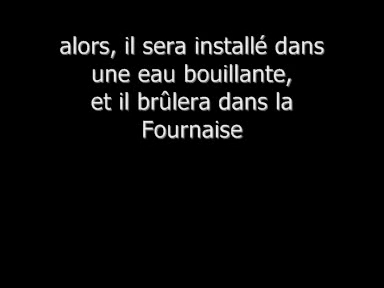 alors, il sera installé dans
une eau bouillante,
et il brûlera dans la
Fournaise